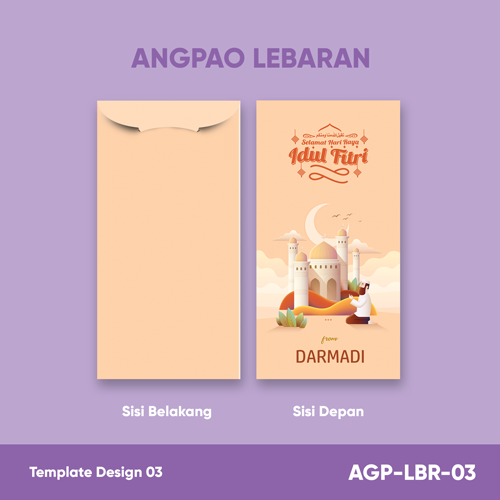 ANGPAO LEBARAN
Selamat Hari Raya
Idul Fitri
from
DARMADI
Sisi Belakang
Sisi Depan
Template Design 03
AGP-LBR-03